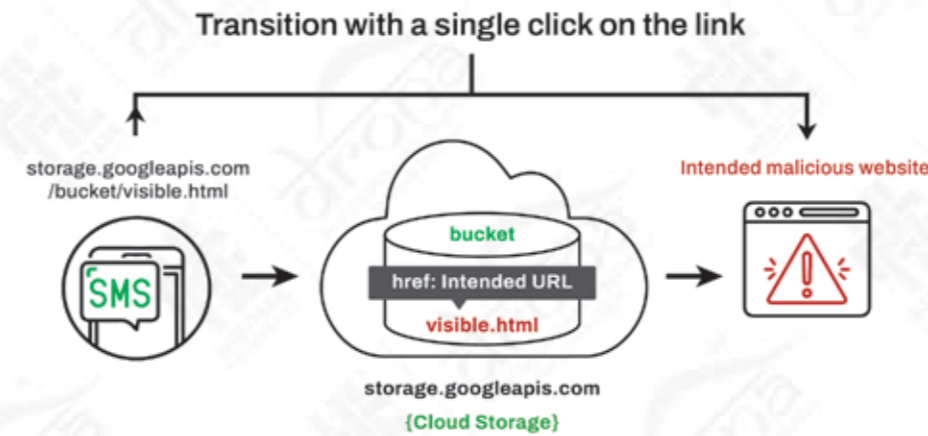 Transition with a single click on the link
storage.googleapis.com
/bucket/visible.html
Intended malicious website
SMS
bucket
href: Intended URL
visible.html
storage.googleapis.com
{Cloud Storage}